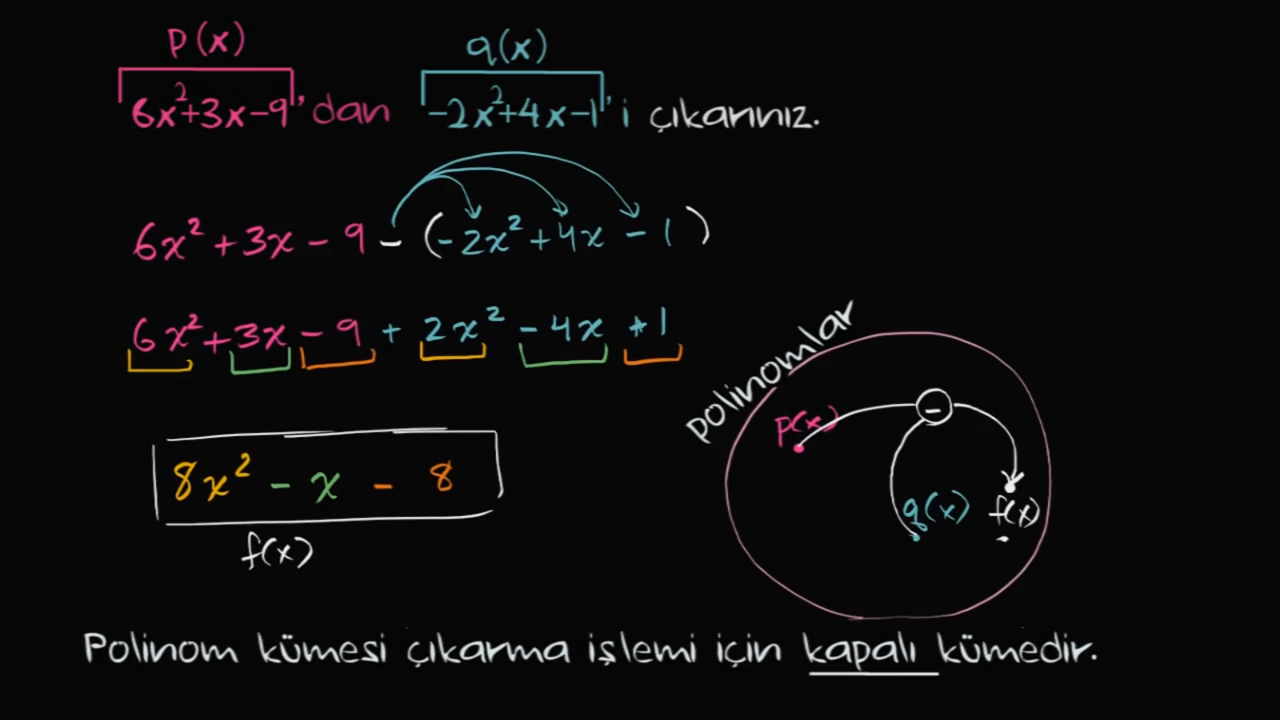 p(x) q(x)
6x²+3x-9'dan -2x²+4x-1'i çıkarınız.
6x² + 3x - 9 - (-2x² + 4x - 1)
6x² + 3x - 9 + 2x² - 4x + 1
8x² - x - 8
f(x)
polinomlar
p(x)
-
q(x) f(x)
Polinom kümesi çıkarma işlemi için kapalı kümedir.